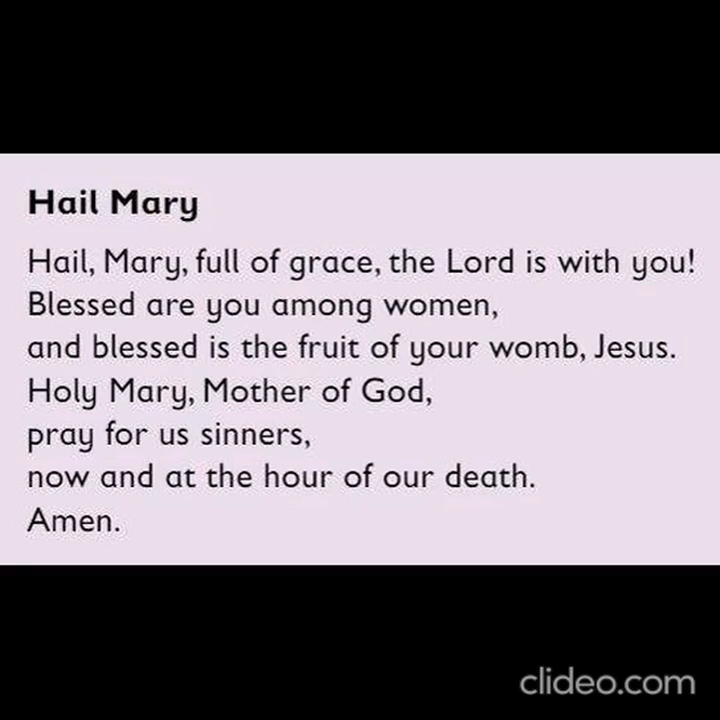 Hail Mary
Hail, Mary, full of grace, the Lord is with you!
Blessed are you among women,
and blessed is the fruit of your womb, Jesus.
Holy Mary, Mother of God,
pray for us sinners,
now and at the hour of our death.
Amen.
clideo.com